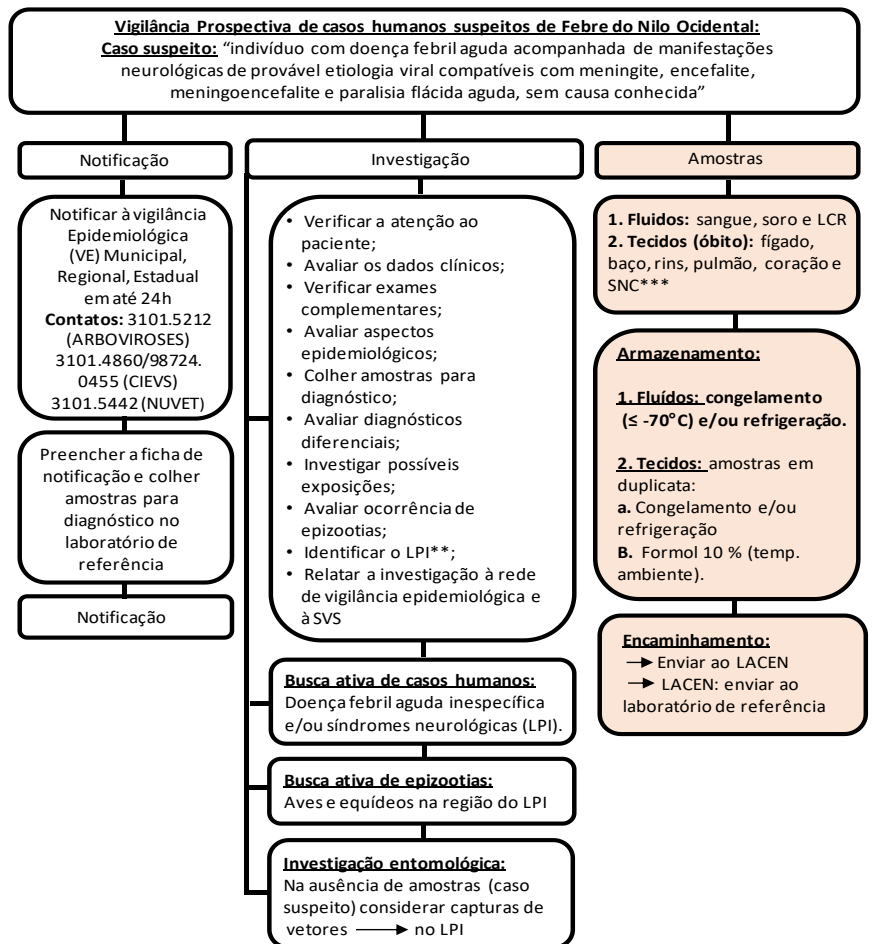 Vigilância Prospectiva de casos humanos suspeitos de Febre do Nilo Ocidental:
Caso suspeito: “indivíduo com doença febril aguda acompanhada de manifestações
neurológicas de provável etiologia viral compatíveis com meningite, encefalite,
meningoencefalite e paralisia flácida aguda, sem causa conhecida”
Notificação
Notificar à vigilância
Epidemiológica
(VE) Municipal,
Regional, Estadual
em até 24h
Contatos: 3101.5212
(ARBOVIROSES)
3101.4860/98724.
0455 (CIEVS)
3101.5442 (NUVET)
Preencher a ficha de
notificação e colher
amostras para
diagnóstico no
laboratório de
referência
Notificação
Investigação
• Verificar a atenção ao
paciente;
• Avaliar os dados clínicos;
• Verificar exames
complementares;
• Avaliar aspectos
epidemiológicos;
• Colher amostras para
diagnóstico;
• Avaliar diagnósticos
diferenciais;
• Investigar possíveis
exposições;
• Avaliar ocorrência de
epizootias;
• Identificar o LPI**;
• Relatar a investigação à rede
de vigilância epidemiológica e
à SVS
Busca ativa de casos humanos:
Doença febril aguda inespecífica
e/ou síndromes neurológicas (LPI).
Busca ativa de epizootias:
Aves e equídeos na região do LPI
Investigação entomológica:
Na ausência de amostras (caso
suspeito) considerar capturas de
vetores → no LPI
Amostras
1. Fluidos: sangue, soro e LCR
2. Tecidos (óbito): fígado,
baço, rins, pulmão, coração e
SNC***
Armazenamento:
1. Fluídos: congelamento
(≤ -70°C) e/ou refrigeração.
2. Tecidos: amostras em
duplicata:
a. Congelamento e/ou
refrigeração
B. Formol 10 % (temp.
ambiente).
Encaminhamento:
→ Enviar ao LACEN
→ LACEN: enviar ao
laboratório de referência